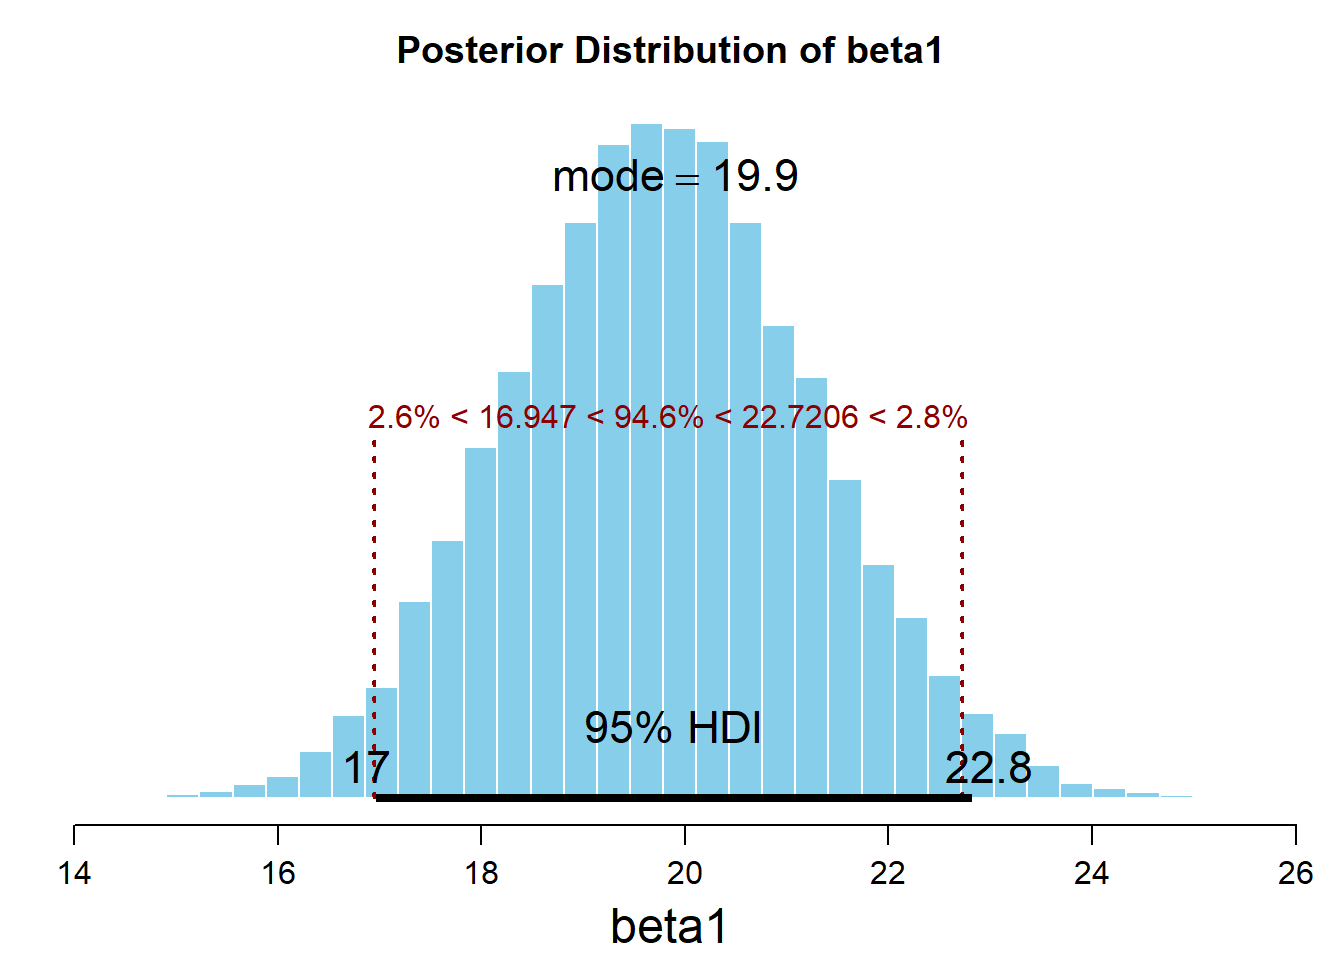 Posterior Distribution of beta1
mode = 19.9
2.6% < 16.947 < 94.6% < 22.7206 < 2.8%
95% HDI
17 22.8
14 16 18 20 22 24 26
beta1